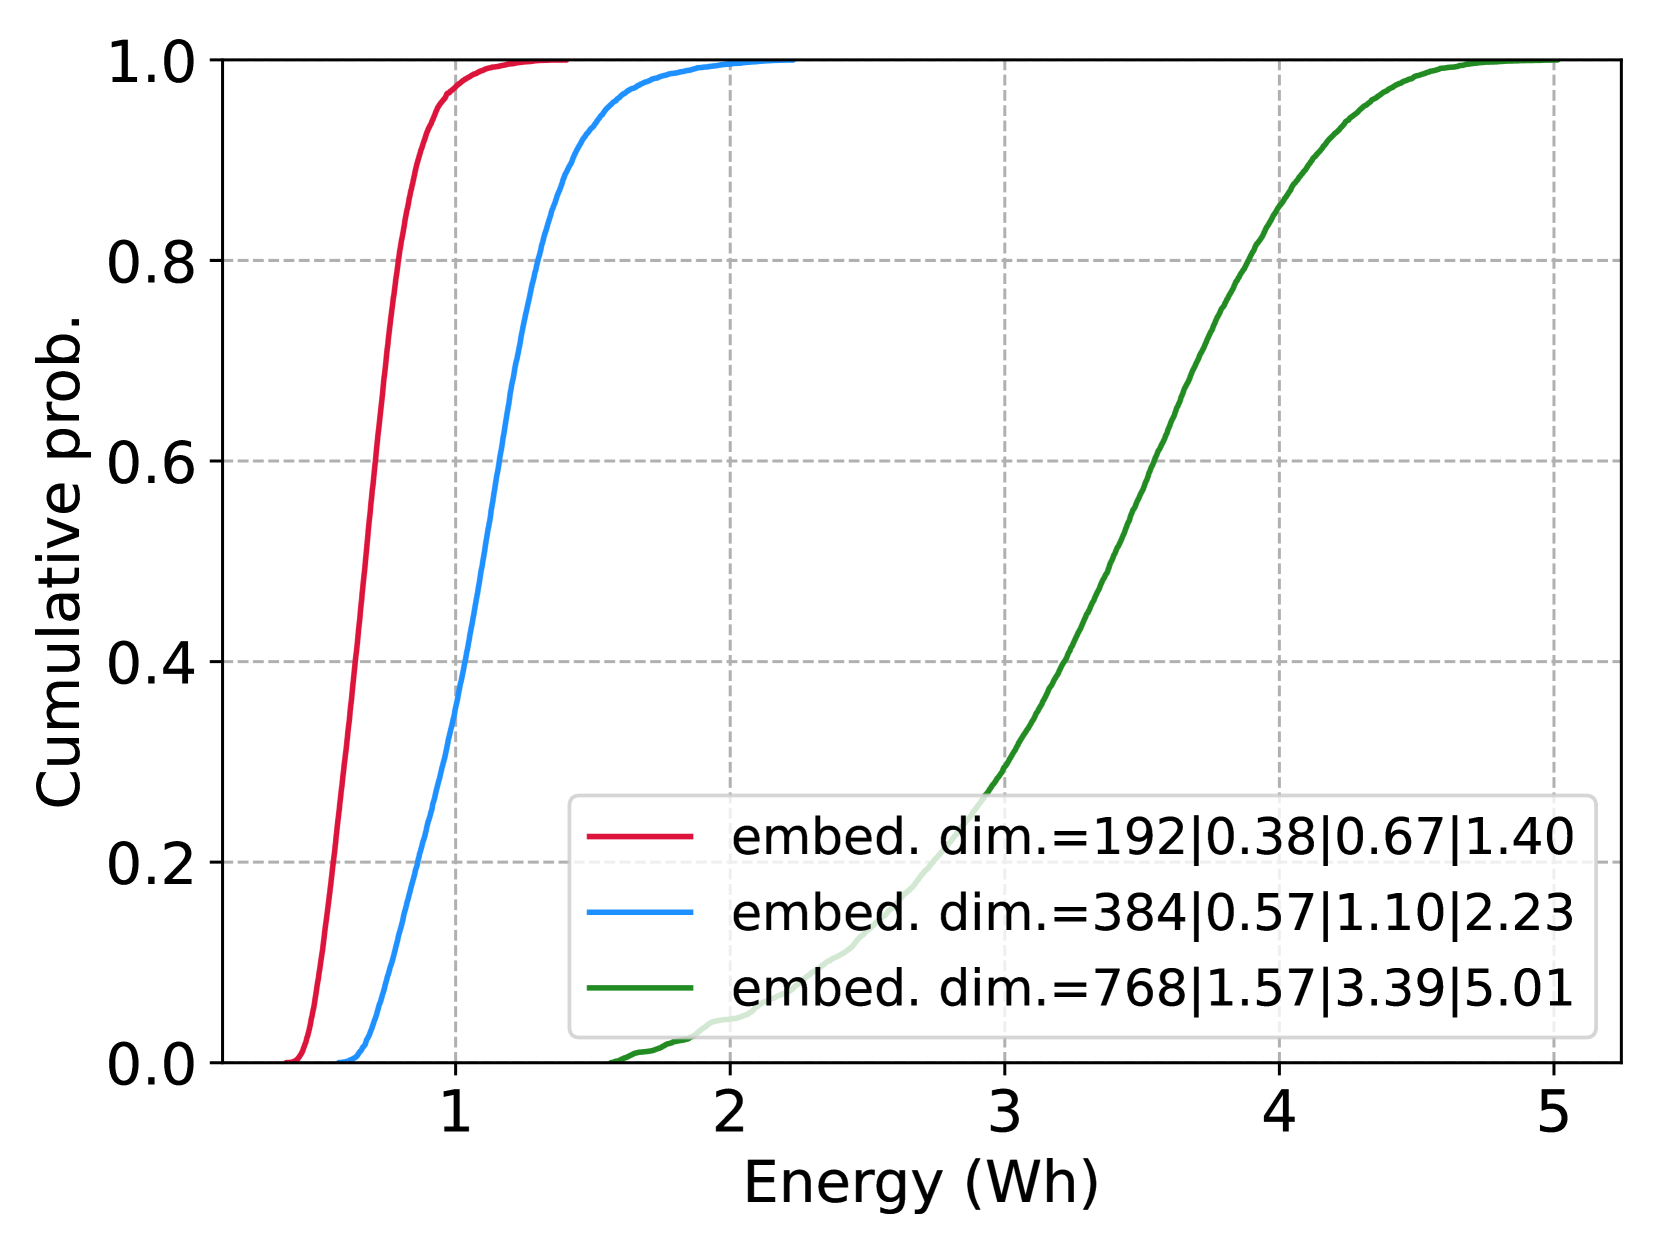 1.0
0.8
0.6
0.4
0.2
0.0
Cumulative prob.
embed. dim.=192|0.38|0.67|1.40
embed. dim.=384|0.57|1.10|2.23
embed. dim.=768|1.57|3.39|5.01
1 2 3 4 5
Energy (Wh)